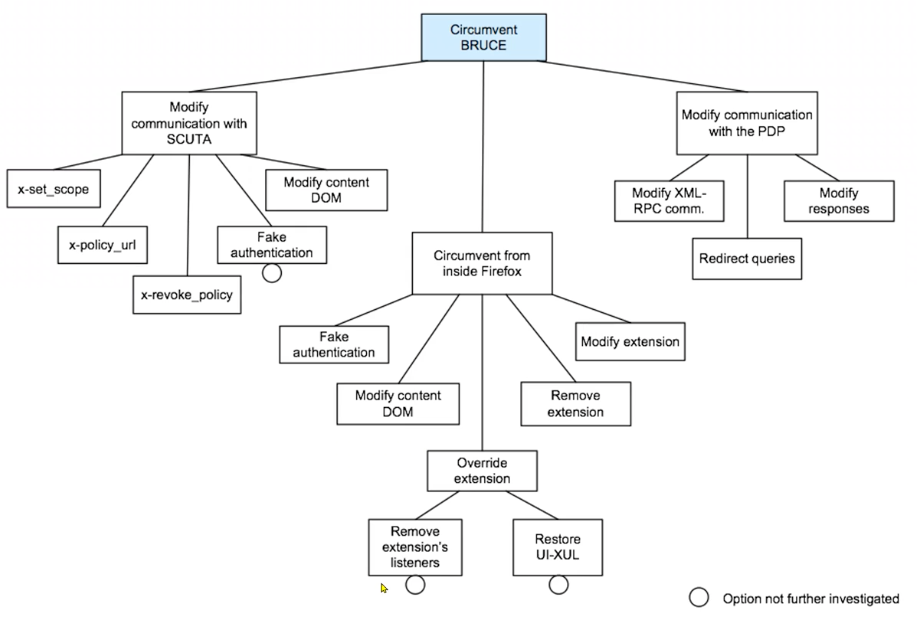 Circumvent
BRUCE
Modify
communication with
SCUTA
Modify communication
with the PDP
x-set_scope
Modify content
DOM
x-policy_url
Fake
authentication
x-revoke_policy
Modify XML-
RPC comm.
Modify
responses
Redirect queries
Circumvent from
inside Firefox
Fake
authentication
Modify extension
Modify content
DOM
Remove
extension
Override
extension
Remove
extension's
listeners
Restore
UI-XUL
Option not further investigated